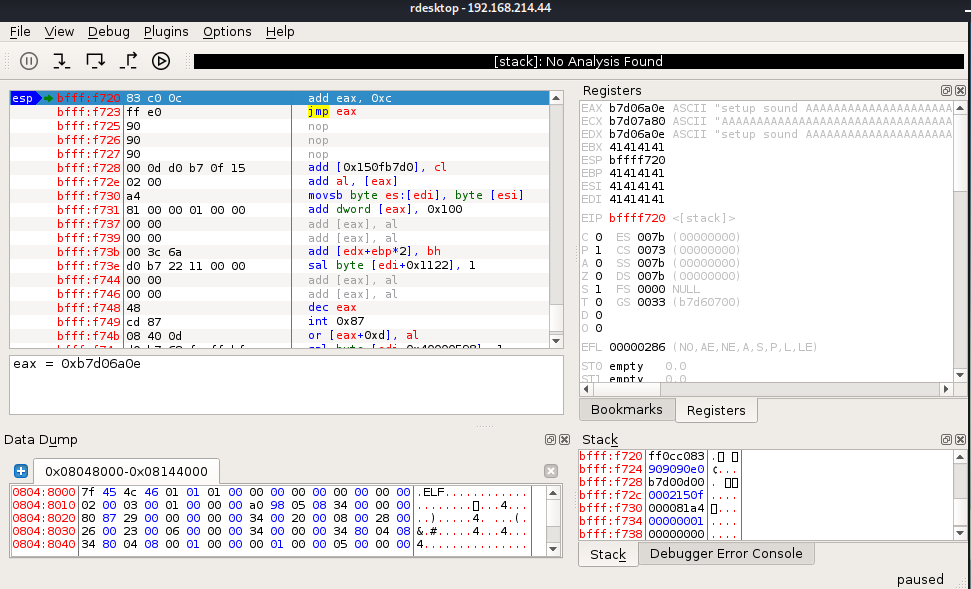 rdesktop - 192.168.214.44
File View Debug Plugins Options Help
[stack]: No Analysis Found
esp bfff:f720 83 c0 0c add eax, 0xc
bfff:f723 ff e0 jmp eax
bfff:f725 90 nop
bfff:f726 90 nop
bfff:f727 90 nop
bfff:f728 00 0d d0 b7 0f 15 add [0x150fb7d0], cl
bfff:f72e 02 00 add al, [eax]
bfff:f730 a4 movsb byte es:[edi], byte [esi]
bfff:f731 81 00 00 01 00 00 add dword [eax], 0x100
bfff:f737 00 00 add [eax], al
bfff:f739 00 00 add [eax], al
bfff:f73b 00 3c 6a add [edx+ebp*2], bh
bfff:f73e d0 b7 22 11 00 00 sal byte [edi+0x1122], 1
bfff:f744 00 00 add [eax], al
bfff:f746 00 00 add [eax], al
bfff:f748 48 dec eax
bfff:f749 cd 87 int 0x87
bfff:f74b 08 40 0d or [eax+0xd], al
eax = 0xb7d06a0e
Registers
EAX b7d06a0e ASCII "setup sound AAAAAAAAAAAAAAAAAAAAAA
ECX b7d07a80 ASCII "AAAAAAAAAAAAAAAAAAAAAAAAAAAAAAAAAA
EDX b7d06a0e ASCII "setup sound AAAAAAAAAAAAAAAAAAAAAA
EBX 41414141
ESP bffff720
EBP 41414141
ESI 41414141
EDI 41414141
EIP bffff720 <[stack]>
C 0 ES 007b (00000000)
P 1 CS 0073 (00000000)
A 0 SS 007b (00000000)
Z 0 DS 007b (00000000)
S 1 FS 0000 NULL
T 0 GS 0033 (b7d60700)
D 0
O 0
EFL 00000286 (NO,AE,NE,A,S,P,L,LE)
ST0 empty 0.0
ST1 empty 0.0
Bookmarks Registers
Data Dump
0x08048000-0x08144000
0804:8000 7f 45 4c 46 01 01 01 00 00 00 00 00 00 00 00 00 .ELF............
0804:8010 02 00 03 00 01 00 00 00 a0 98 05 08 34 00 00 00 ............4...
0804:8020 80 87 29 00 00 00 00 00 34 00 20 00 08 00 28 00 ..).....4. ...(.
0804:8030 26 00 23 00 06 00 00 00 34 00 00 00 34 80 04 08 &.#.....4...4...
0804:8040 34 80 04 08 00 01 00 00 00 01 00 00 05 00 00 00 4...............
Stack
bfff:f720 ff0cc083
bfff:f724 909090e0
bfff:f728 b7d00d00
bfff:f72c 0002150f ....
bfff:f730 000081a4
bfff:f734 00000001 ....
bfff:f738 00000000 ....
Stack Debugger Error Console
paused